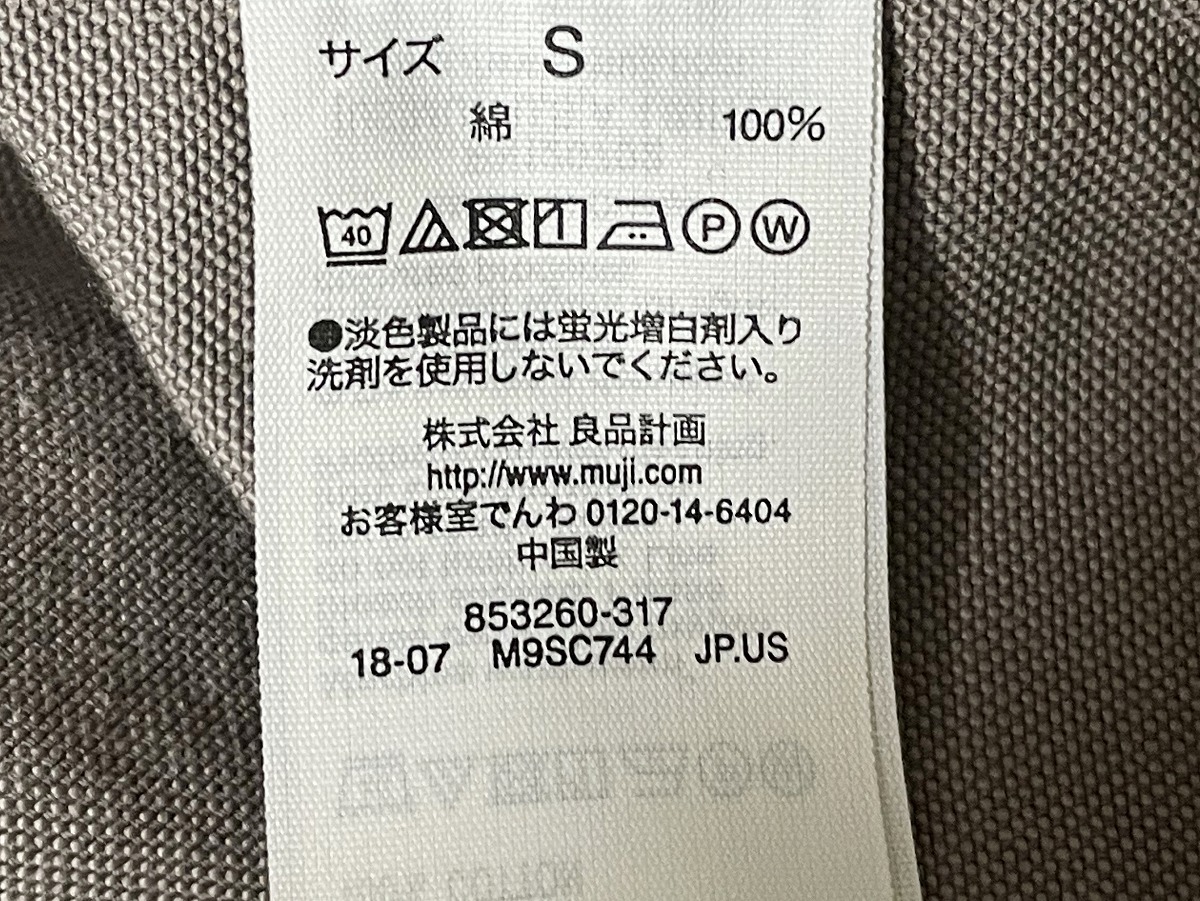 サイズ S
綿 100%
40 P W
●淡色製品には蛍光増白剤入り
洗剤を使用しないでください。
株式会社 良品計画
http://www.muji.com
お客様室でんわ 0120-14-6404
中国製
853260-317
18-07 M9SC744 JP.US